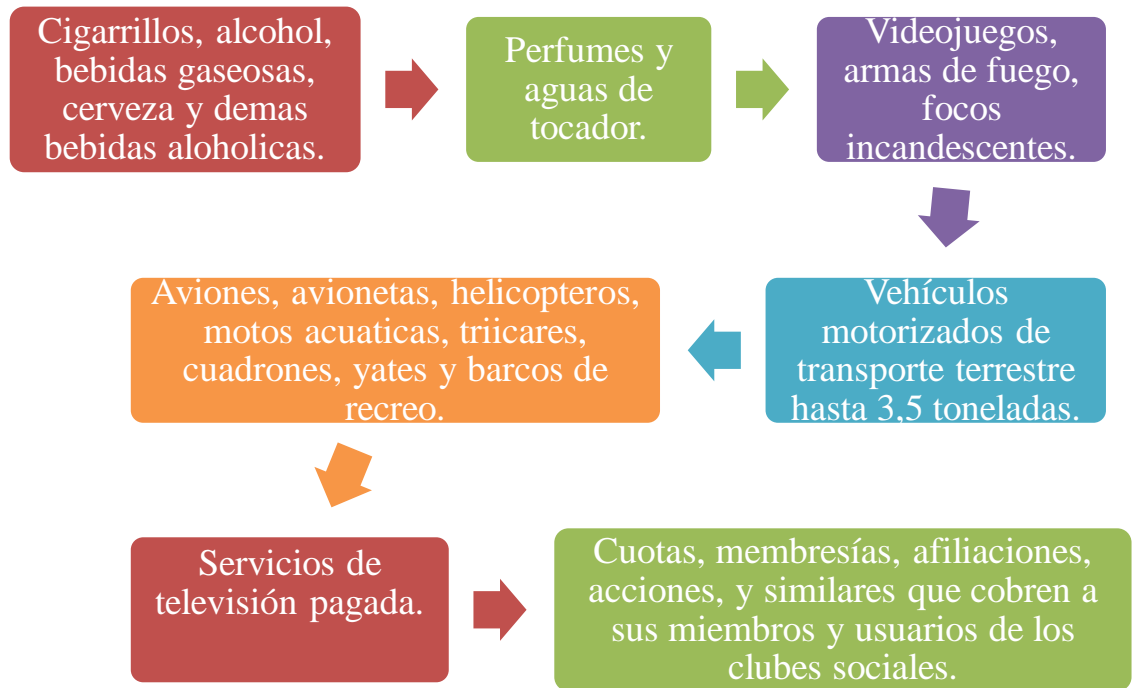 Cigarrillos, alcohol,
bebidas gaseosas,
cerveza y demas
bebidas aloholicas.
Perfumes y
aguas de
tocador.
Videojuegos,
armas de fuego,
focos
incandescentes.
Vehículos
motorizados de
transporte terrestre
hasta 3,5 toneladas.
Aviones, avionetas, helicopteros,
motos acuaticas, triicares,
cuadrones, yates y barcos de
recreo.
Servicios de
televisión pagada.
Cuotas, membresías, afiliaciones,
acciones, y similares que cobren a
sus miembros y usuarios de los
clubes sociales.